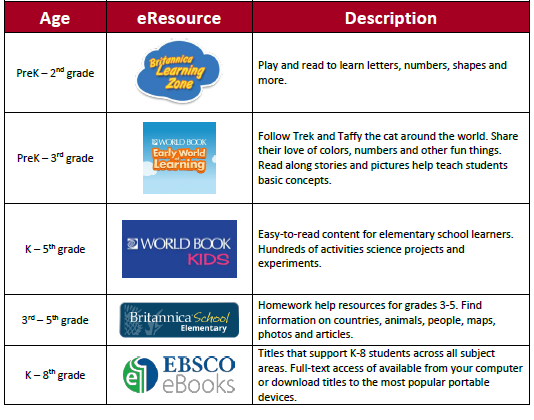 Age eResource Description
PreK – 2nd grade
Britannica
Learning
Zone
Play and read to learn letters, numbers, shapes and
more.
PreK – 3rd grade
WORLD BOOK
Early World
of
Learning
Follow Trek and Taffy the cat around the world. Share
their love of colors, numbers and other fun things.
Read along stories and pictures help teach students
basic concepts.
K – 5th grade
WORLD BOOK
KIDS
Easy-to-read content for elementary school learners.
Hundreds of activities science projects and
experiments.
3rd – 5th grade
Britannica School
Elementary
Homework help resources for grades 3-5. Find
information on countries, animals, people, maps,
photos and articles.
K – 8th grade
EBSCO
eBooks
Titles that support K-8 students across all subject
areas. Full-text access of available from your computer
or download titles to the most popular portable
devices.